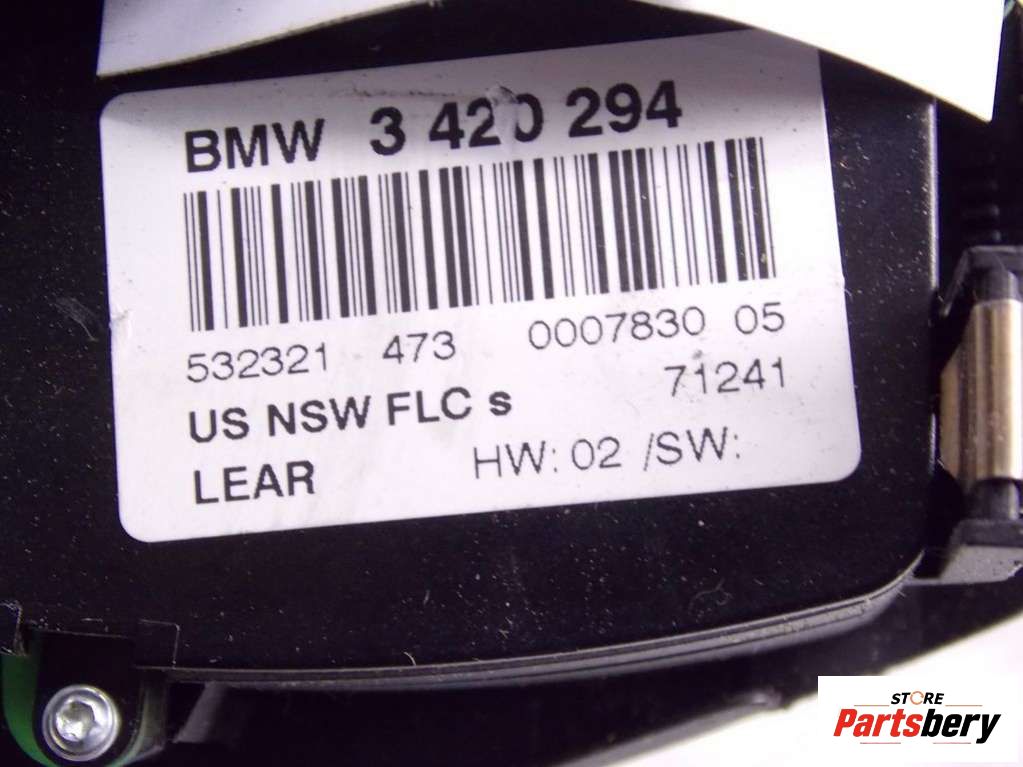 BMW 3 420 294
532321 473 0007830 05
US NSW FLC s 71241
LEAR HW: 02 /SW:
STORE
Partsbery